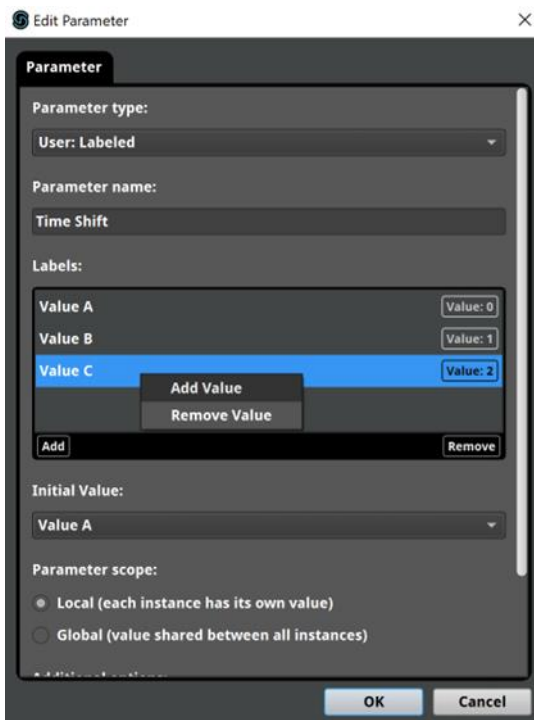 Edit Parameter
Parameter
Parameter type:
User: Labeled
Parameter name:
Time Shift
Labels:
Value A Value: 0
Value B Value: 1
Value C Value: 2
Add Value
Remove Value
Add Remove
Initial Value:
Value A
Parameter scope:
Local (each instance has its own value)
Global (value shared between all instances)
OK Cancel